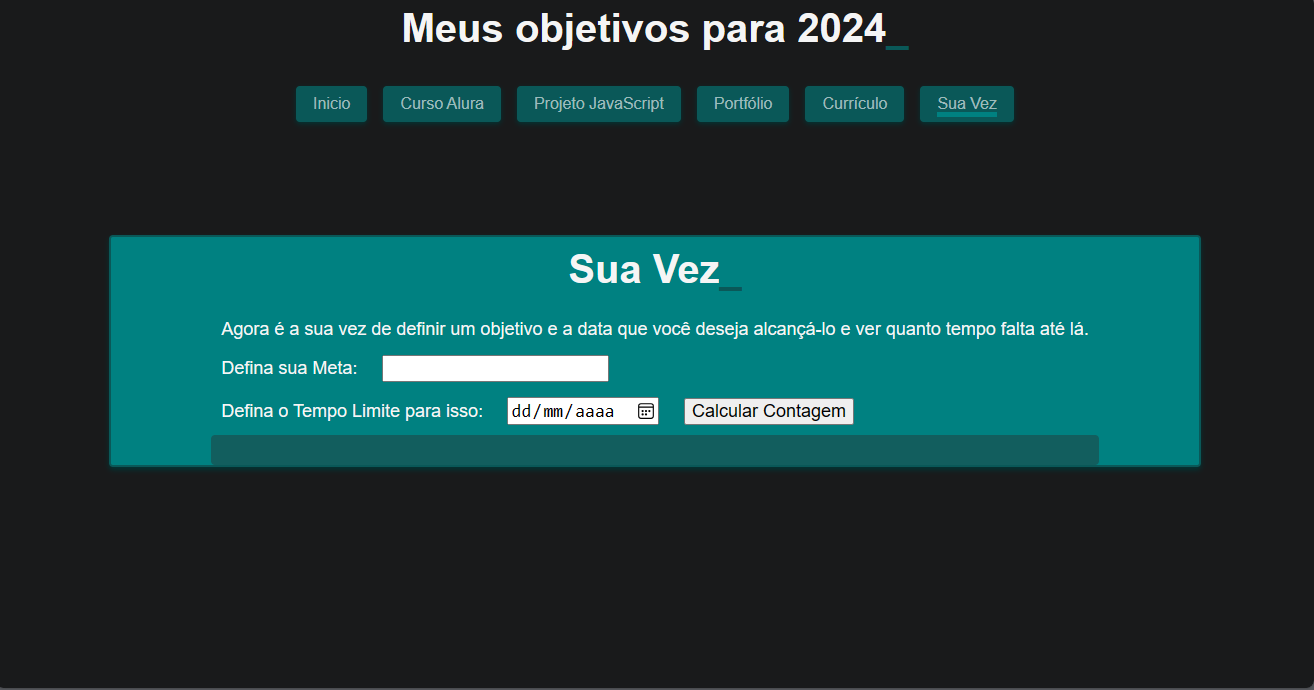 Meus objetivos para 2024_
Inicio Curso Alura Projeto JavaScript Portfólio Currículo Sua Vez
Sua Vez_
Agora é a sua vez de definir um objetivo e a data que você deseja alcançá-lo e ver quanto tempo falta até lá.
Defina sua Meta:
Defina o Tempo Limite para isso: dd/mm/aaaa Calcular Contagem